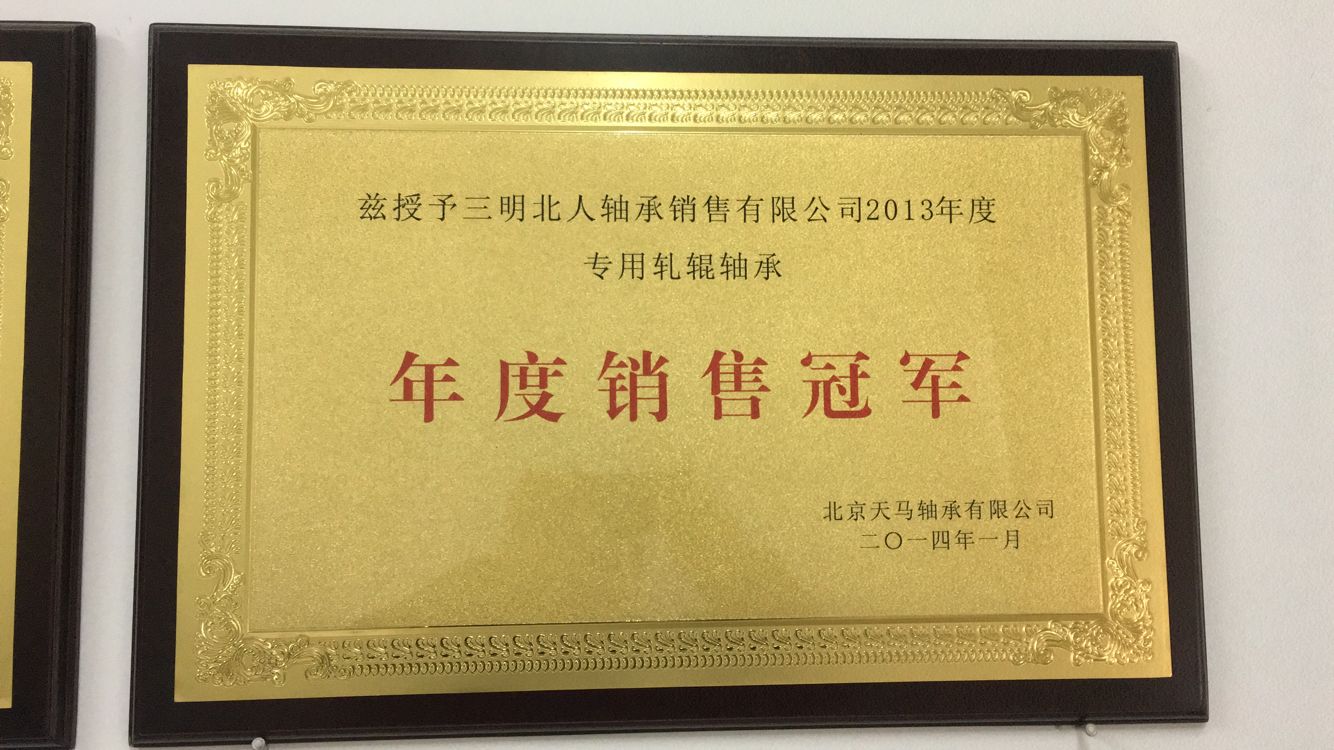 兹授予三明北人轴承销售有限公司2013年度
专用轧辊轴承
年度销售冠军
北京天马轴承有限公司
二〇一四年一月